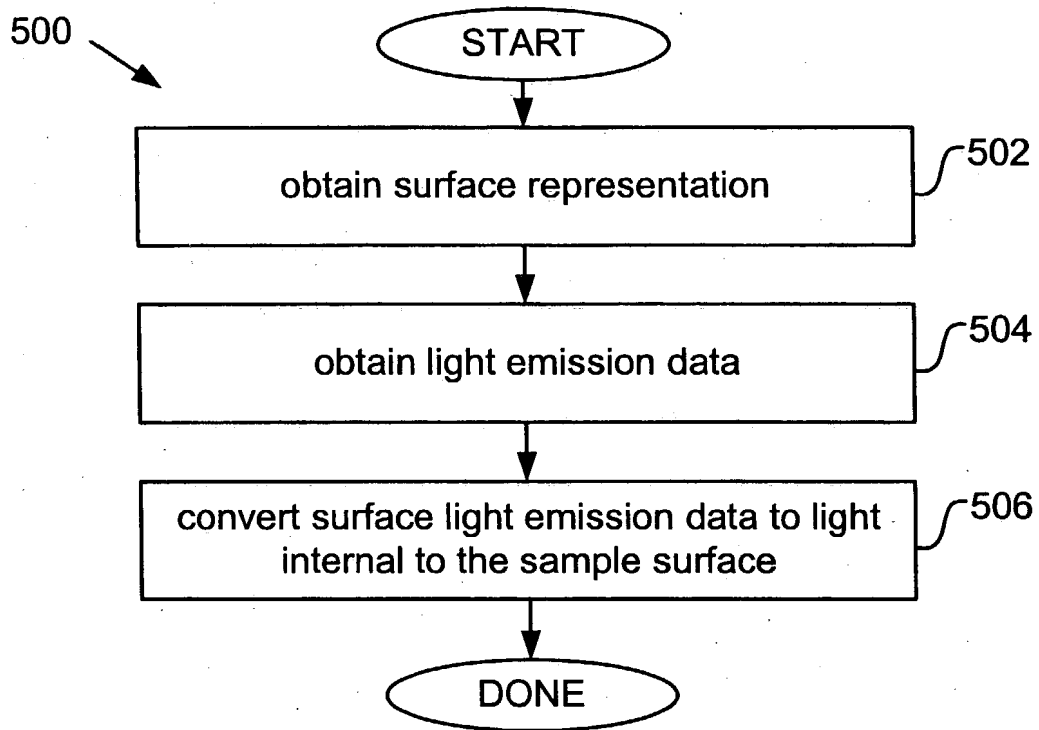 500
START
obtain surface representation
502
obtain light emission data
504
convert surface light emission data to light
internal to the sample surface
506
DONE